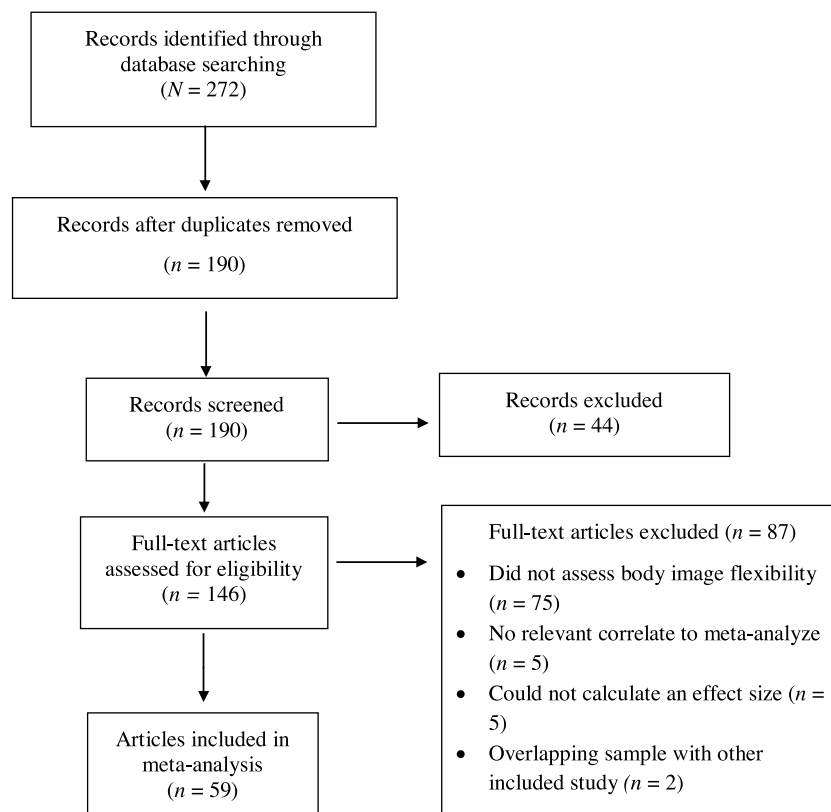 Records identified through
database searching
(N = 272)
Records after duplicates removed
(n = 190)
Records screened
(n = 190)
Records excluded
(n = 44)
Full-text articles
assessed for eligibility
(n = 146)
Full-text articles excluded (n = 87)
• Did not assess body image flexibility
(n = 75)
• No relevant correlate to meta-analyze
(n = 5)
• Could not calculate an effect size (n =
5)
• Overlapping sample with other
included study (n = 2)
Articles included in
meta-analysis
(n = 59)